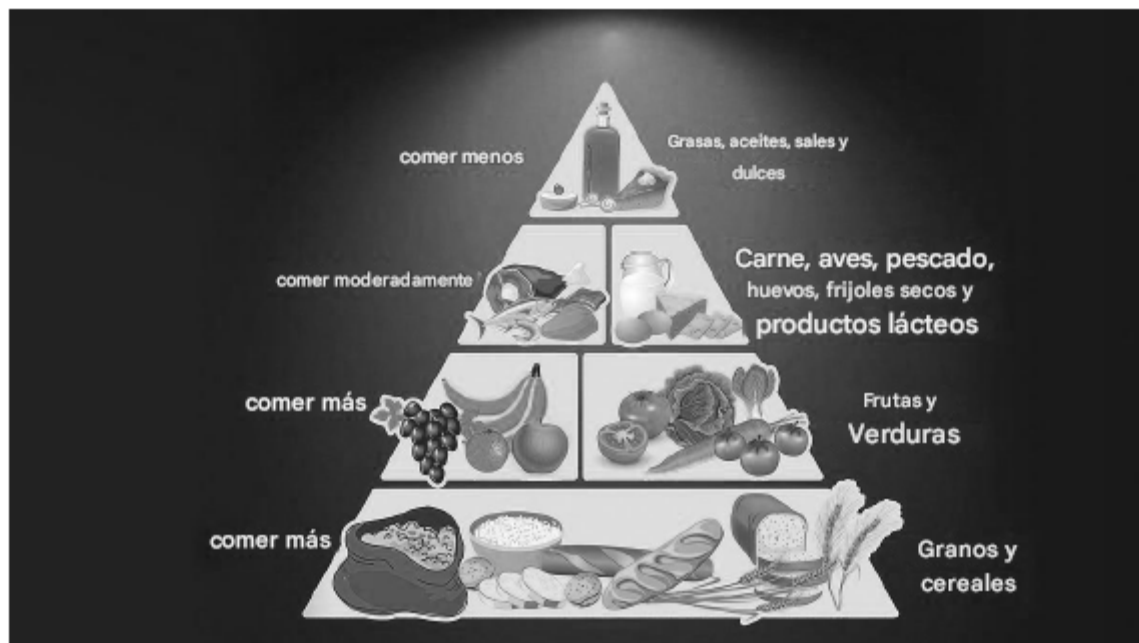 comer menos
Grasas, aceites, sales y
dulces
comer moderadamente
Carne, aves, pescado,
huevos, frijoles secos y
productos lácteos
comer más
Frutas y
Verduras
comer más
Granos y
cereales